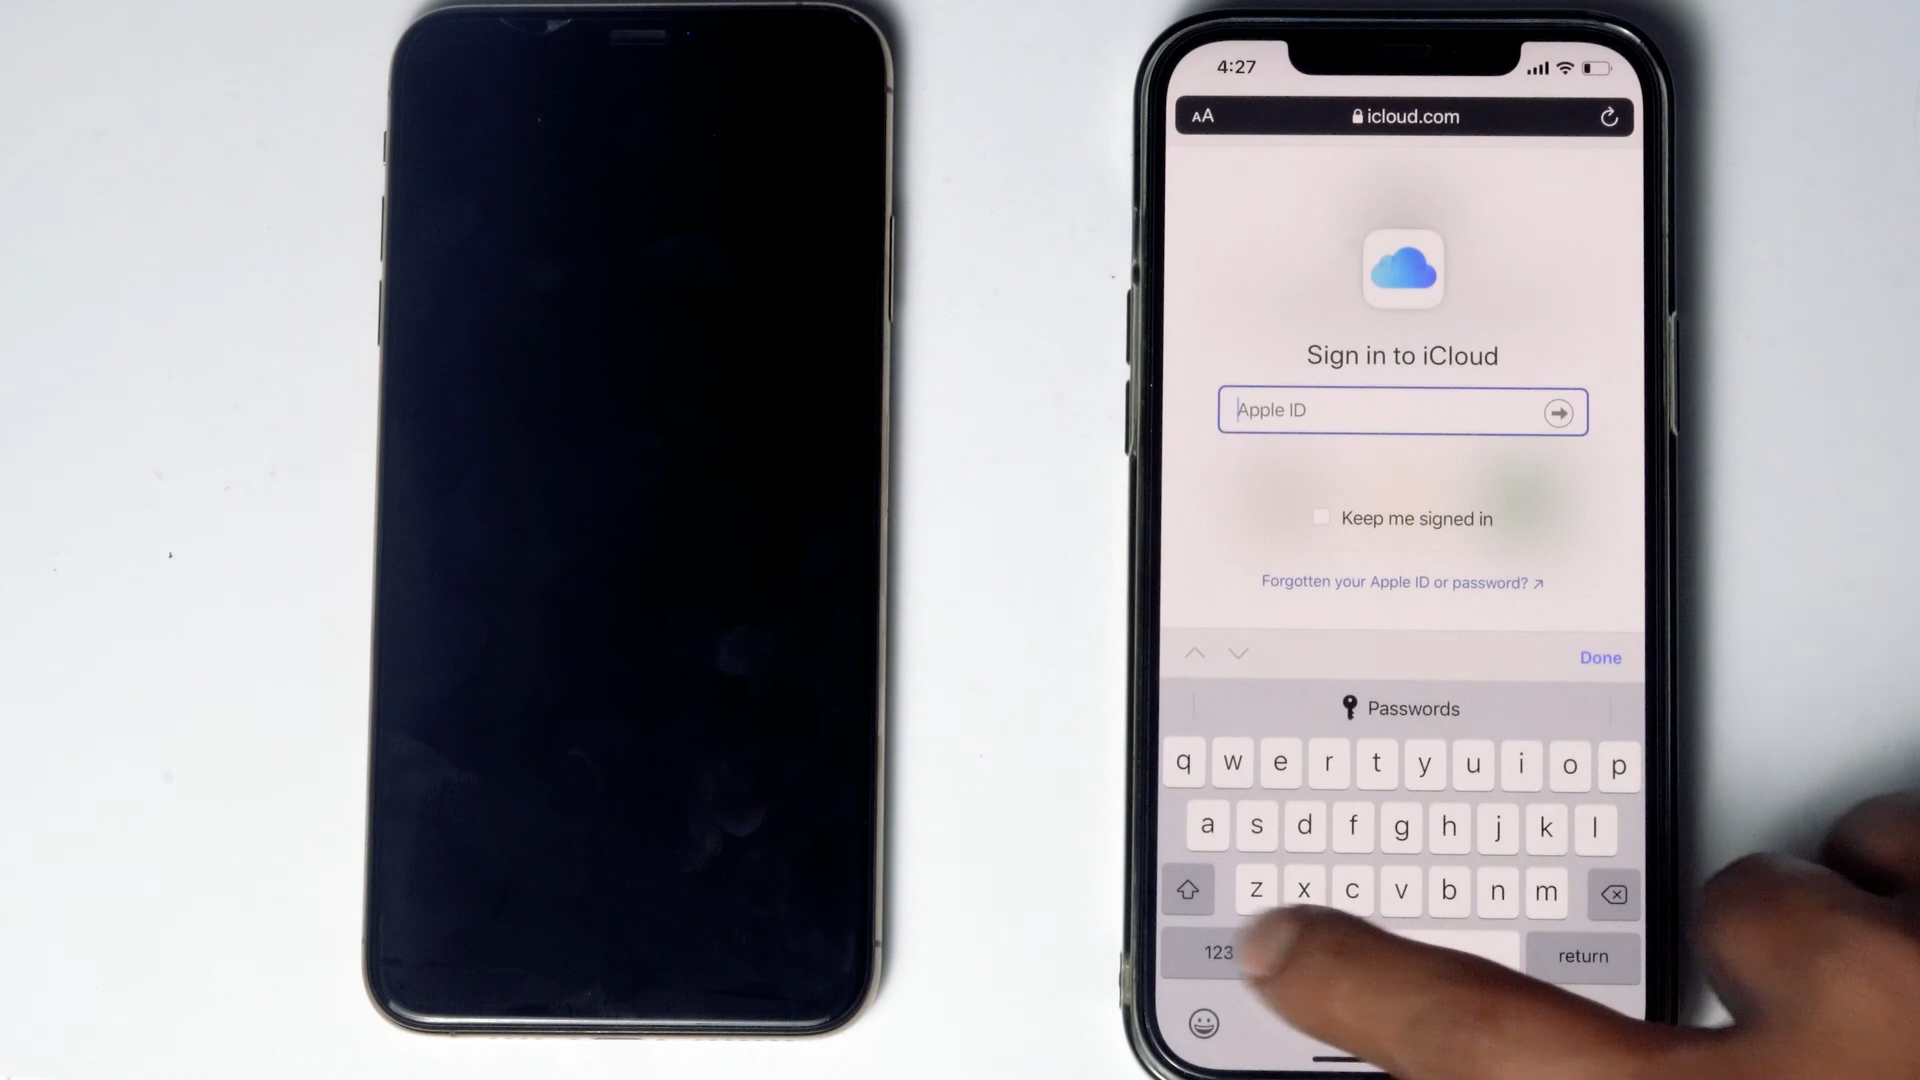 4:27
AA
icloud.com
Sign in to iCloud
Apple ID
Keep me signed in
Forgotten your Apple ID or password? ↗
Done
Passwords
q w e r t y u i o p
a s d f g h j k l
z x c v b n m
123
return